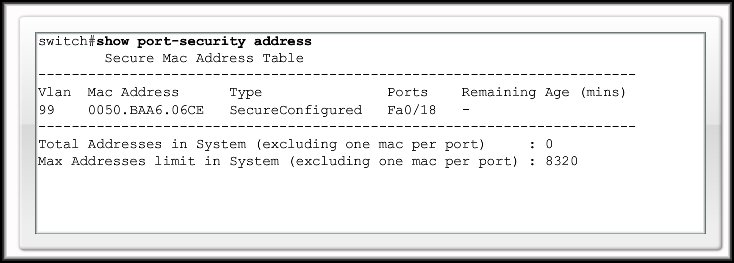 switch#show port-security address
Secure Mac Address Table
------------------------------------------------------------------------
Vlan Mac Address Type Ports Remaining Age (mins)
99 0050.BAA6.06CE SecureConfigured Fa0/18 -
------------------------------------------------------------------------
Total Addresses in System (excluding one mac per port) : 0
Max Addresses limit in System (excluding one mac per port) : 8320